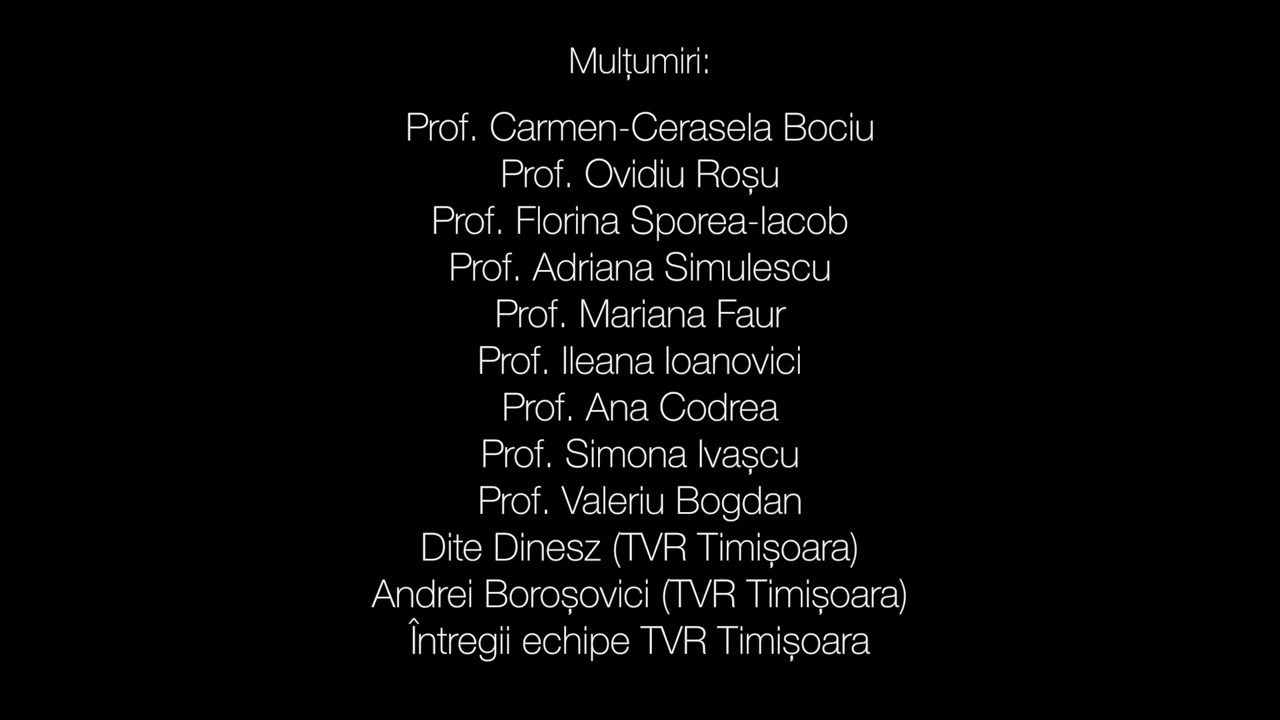 Mulțumiri:
Prof. Carmen-Cerasela Bociu
Prof. Ovidiu Roșu
Prof. Florina Sporea-Iacob
Prof. Adriana Simulescu
Prof. Mariana Faur
Prof. Ileana Ioanovici
Prof. Ana Codrea
Prof. Simona Ivașcu
Prof. Valeriu Bogdan
Dite Dinesz (TVR Timișoara)
Andrei Boroșovici (TVR Timișoara)
Întregii echipe TVR Timișoara